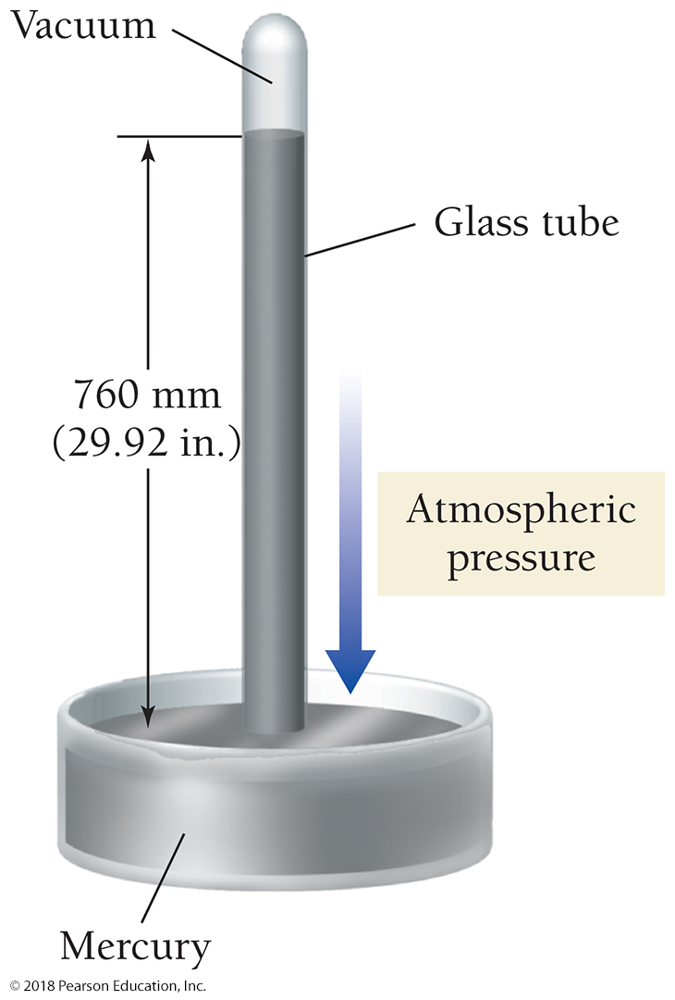 Vacuum
Glass tube
760 mm
(29.92 in.)
Atmospheric
pressure
Mercury
© 2018 Pearson Education, Inc.